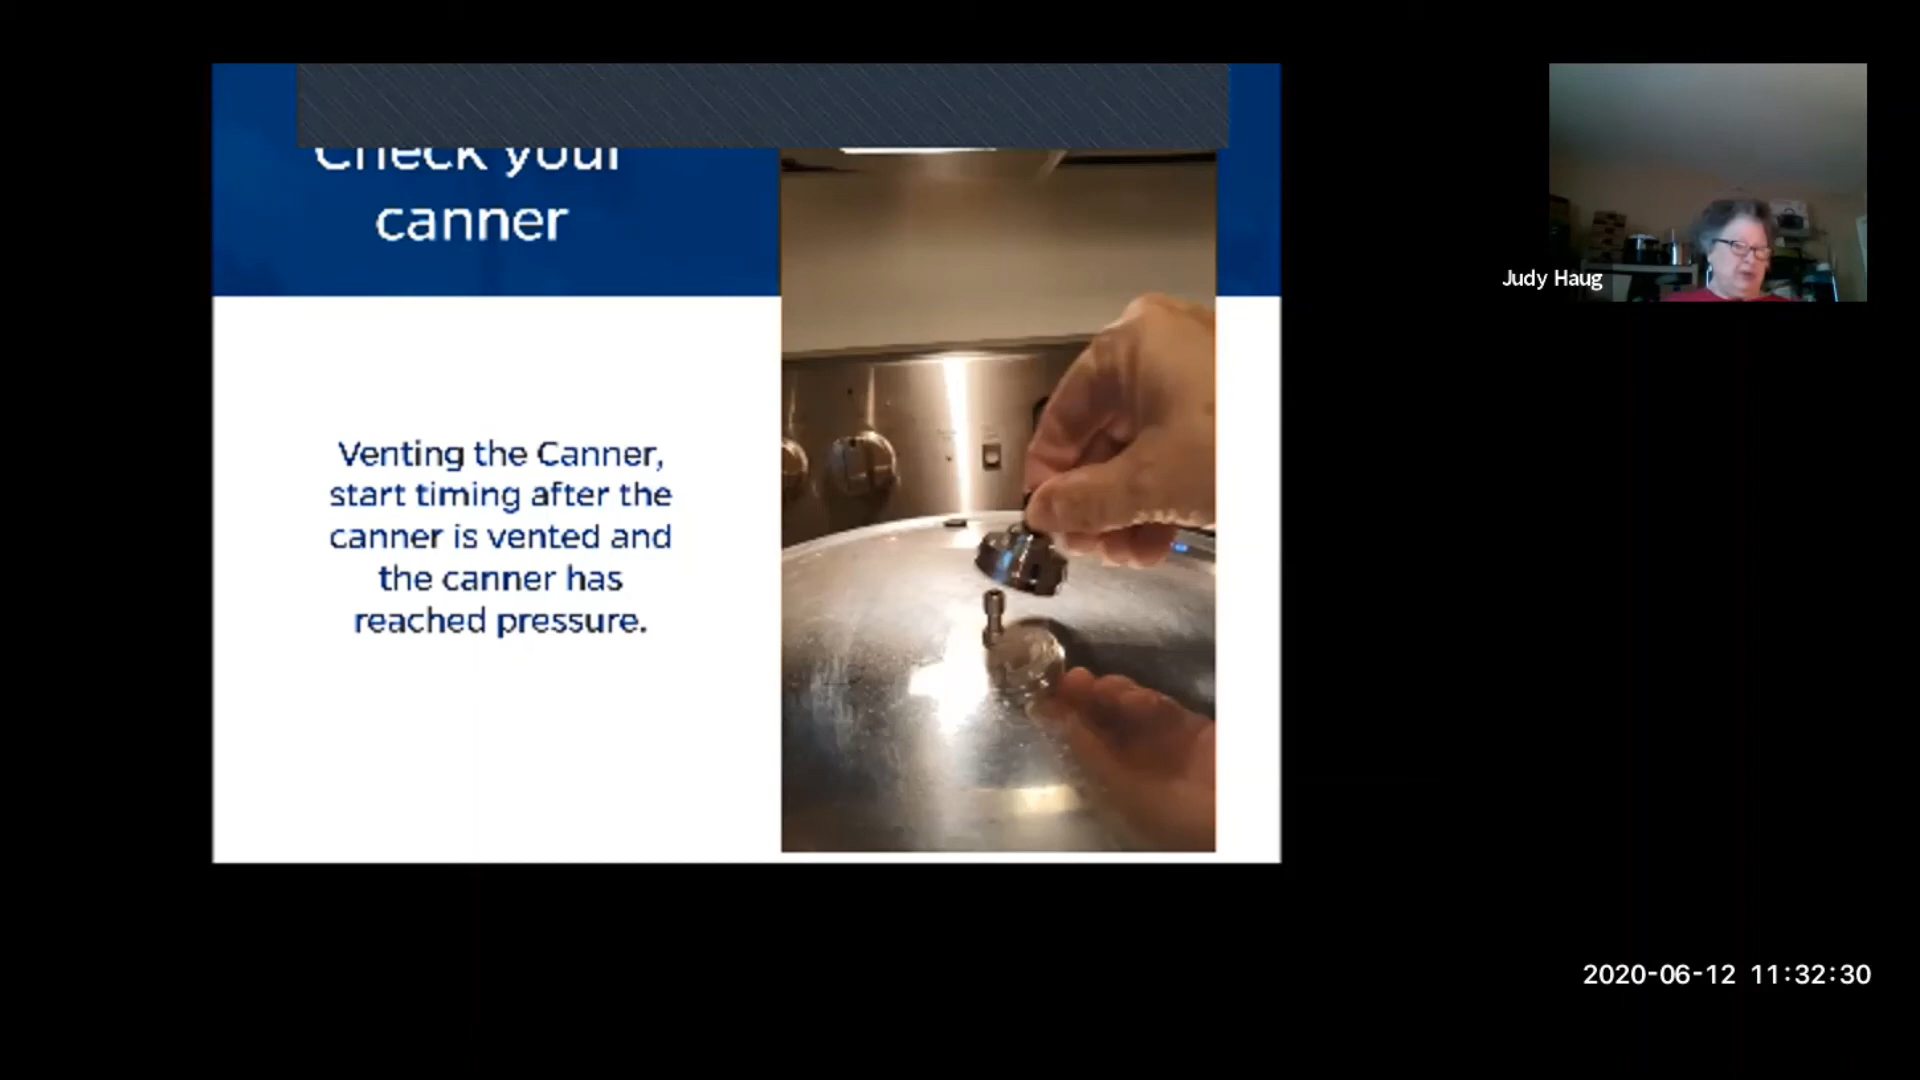 Check your
canner
Venting the Canner,
start timing after the
canner is vented and
the canner has
reached pressure.
Judy Haug
2020-06-12 11:32:30